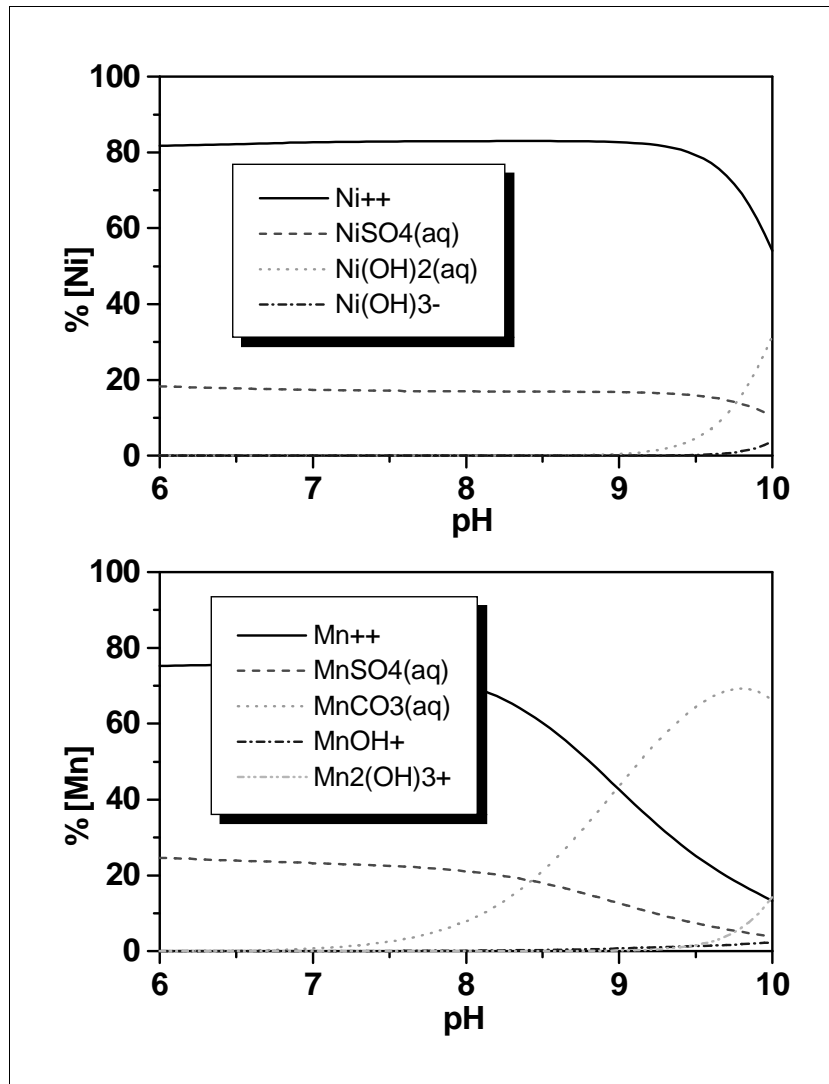 100
80
60
40
20
0
% [Ni]
Ni++
NiSO4(aq)
Ni(OH)2(aq)
Ni(OH)3-
6 7 8 9 10
pH
100
80
60
40
20
0
% [Mn]
Mn++
MnSO4(aq)
MnCO3(aq)
MnOH+
Mn2(OH)3+
6 7 8 9 10
pH